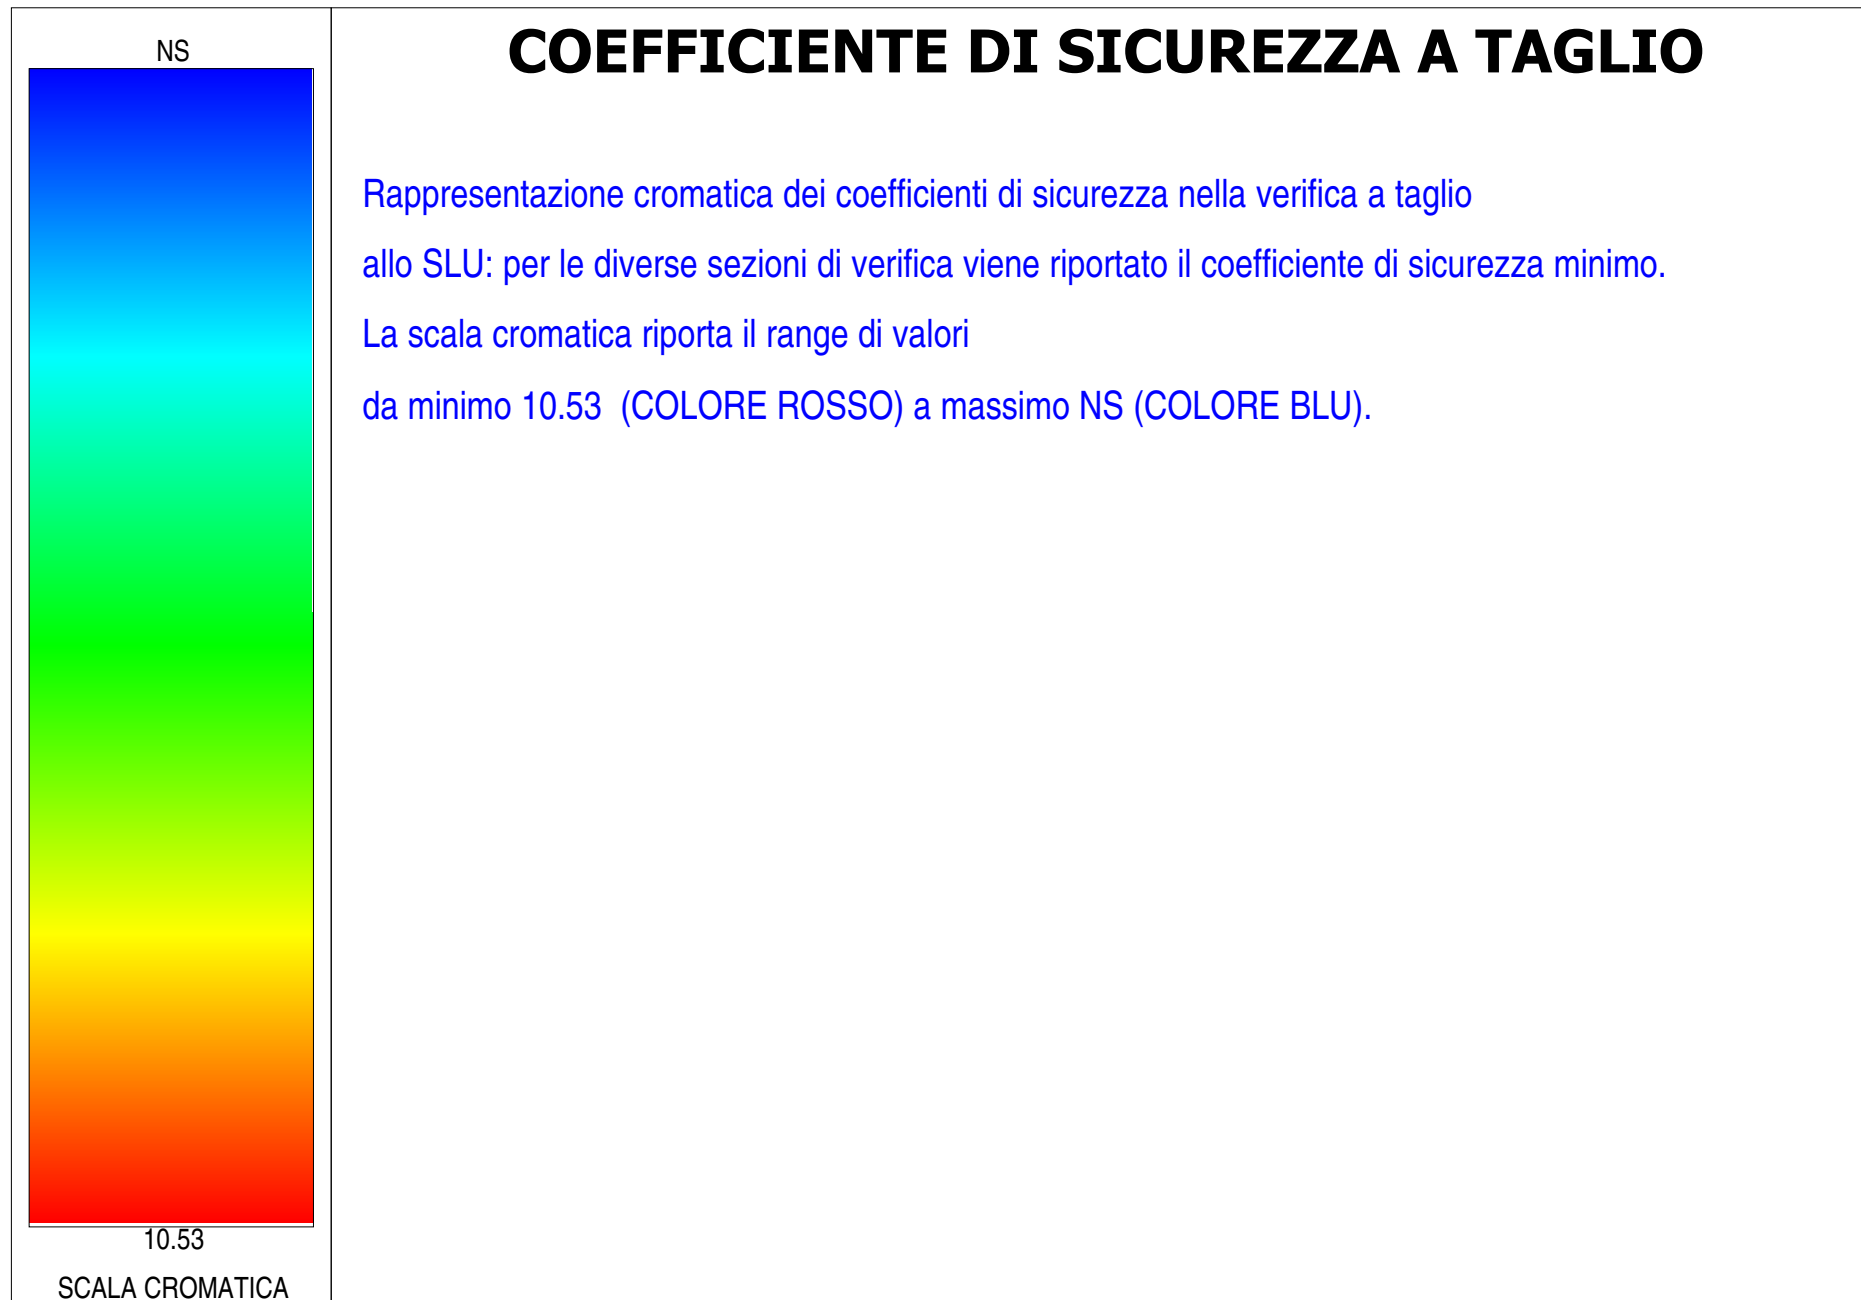 NS
COEFFICIENTE DI SICUREZZA A TAGLIO
Rappresentazione cromatica dei coefficienti di sicurezza nella verifica a taglio
allo SLU: per le diverse sezioni di verifica viene riportato il coefficiente di sicurezza minimo.
La scala cromatica riporta il range di valori
da minimo 10.53 (COLORE ROSSO) a massimo NS (COLORE BLU).
10.53
SCALA CROMATICA